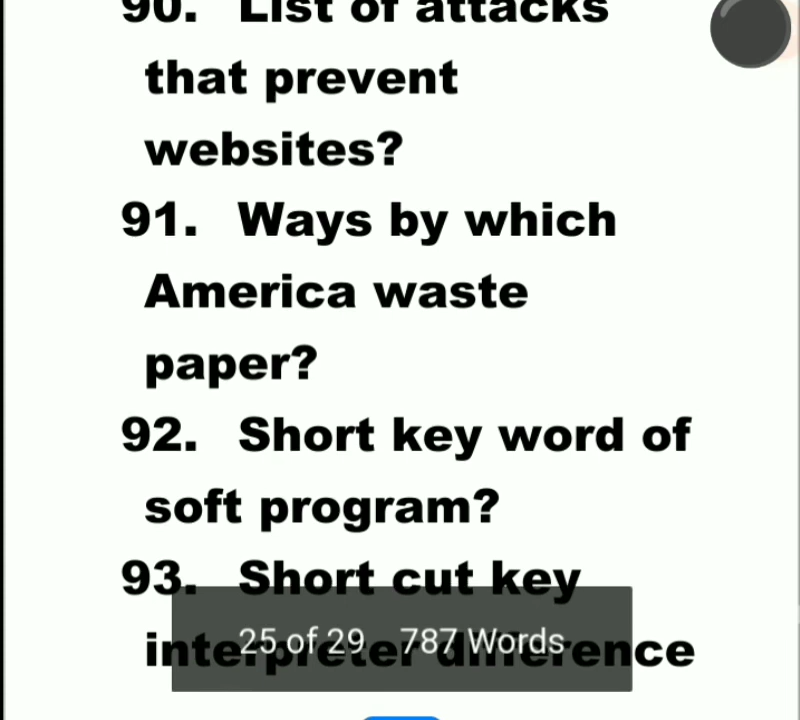 90. List of attacks
that prevent
websites?
91. Ways by which
America waste
paper?
92. Short key word of
soft program?
93. Short cut key
interpreter difference
25 of 29 787 Words